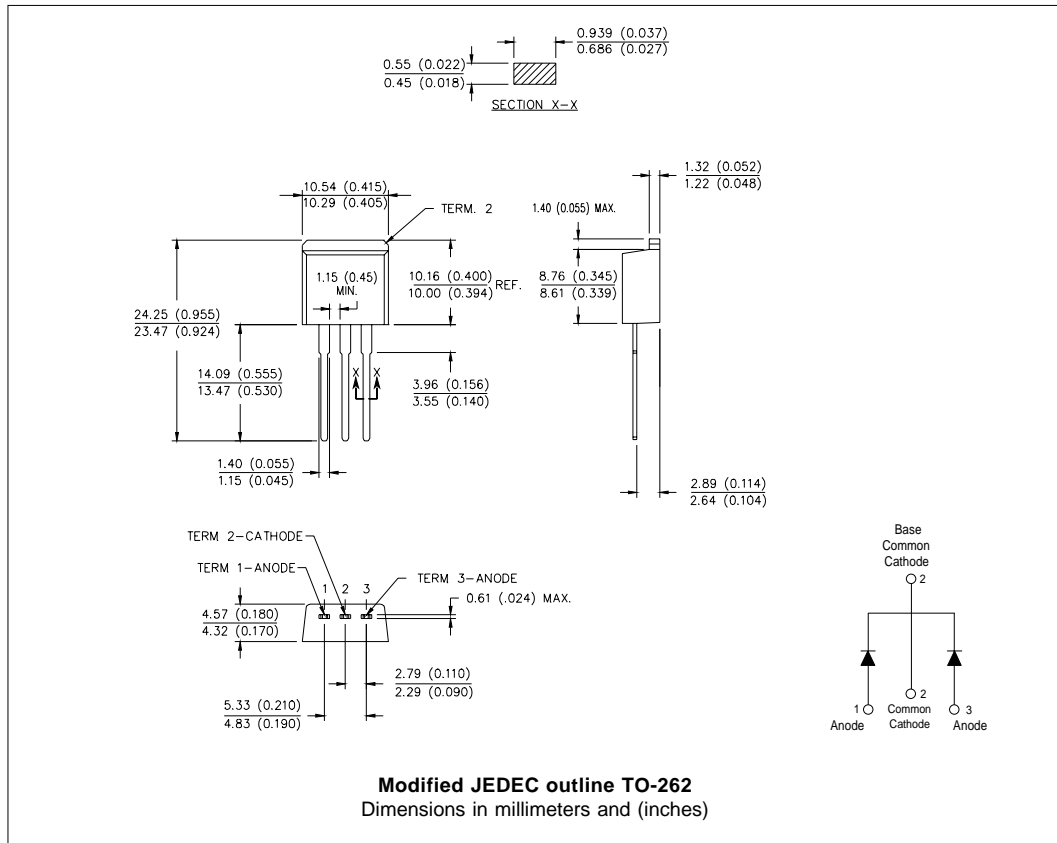 0.939 (0.037)
0.686 (0.027)
0.55 (0.022)
0.45 (0.018)
SECTION X-X
1.32 (0.052)
1.22 (0.048)
10.54 (0.415)
10.29 (0.405)
TERM. 2
1.40 (0.055) MAX.
1.15 (0.45)
MIN.
10.16 (0.400)
10.00 (0.394)
REF.
8.76 (0.345)
8.61 (0.339)
24.25 (0.955)
23.47 (0.924)
14.09 (0.555)
13.47 (0.530)
X X
3.96 (0.156)
3.55 (0.140)
1.40 (0.055)
1.15 (0.045)
2.89 (0.114)
2.64 (0.104)
TERM 2-CATHODE
TERM 1-ANODE
1 2 3
TERM 3-ANODE
0.61 (.024) MAX.
4.57 (0.180)
4.32 (0.170)
2.79 (0.110)
2.29 (0.090)
5.33 (0.210)
4.83 (0.190)
Base
Common
Cathode
2
1
2
3
Anode
Common
Cathode
Anode
Modified JEDEC outline TO-262
Dimensions in millimeters and (inches)